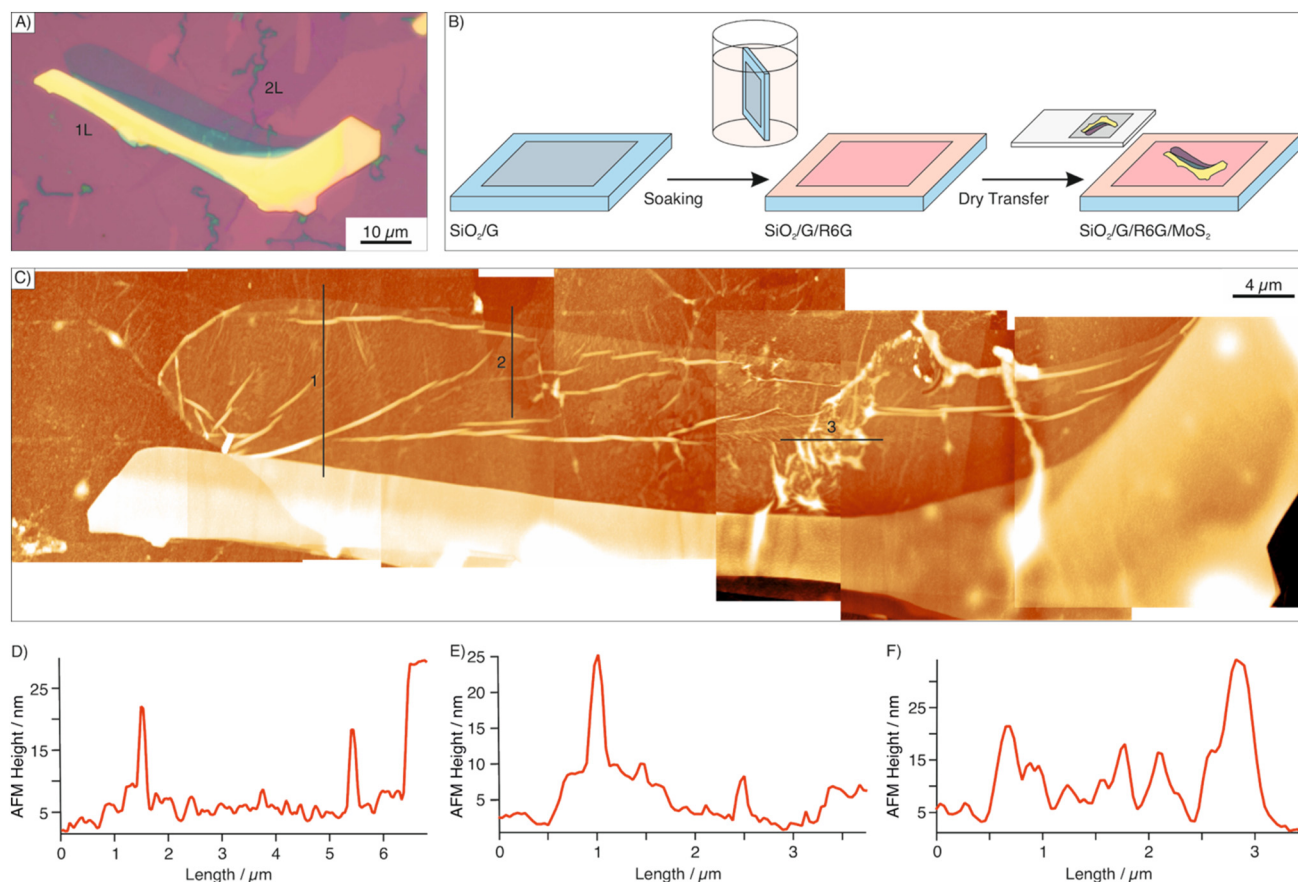 A)
2L
1L
10 µm
B)
Soaking
Dry Transfer
SiO₂/G
SiO₂/G/R6G
SiO₂/G/R6G/MoS₂
C)
4 µm
1
2
3
D)
AFM Height / nm
25
15
5
0 1 2 3 4 5 6
Length / µm
E)
AFM Height / nm
25
20
15
10
5
0 1 2 3
Length / µm
F)
AFM Height / nm
35
25
15
5
0 1 2 3
Length / µm